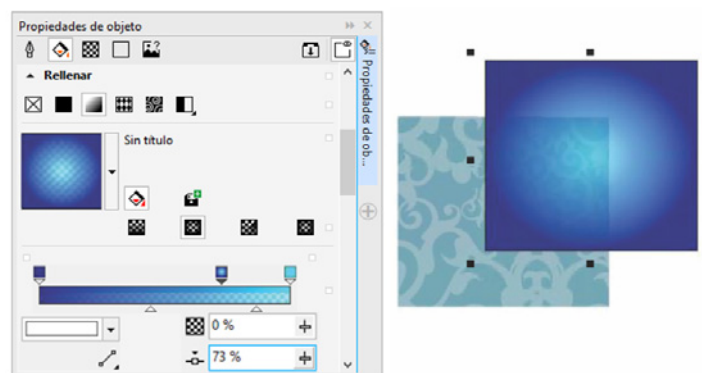 Propiedades de objeto
Rellenar
Sin título
0 %
73 %
Propiedades de ob...